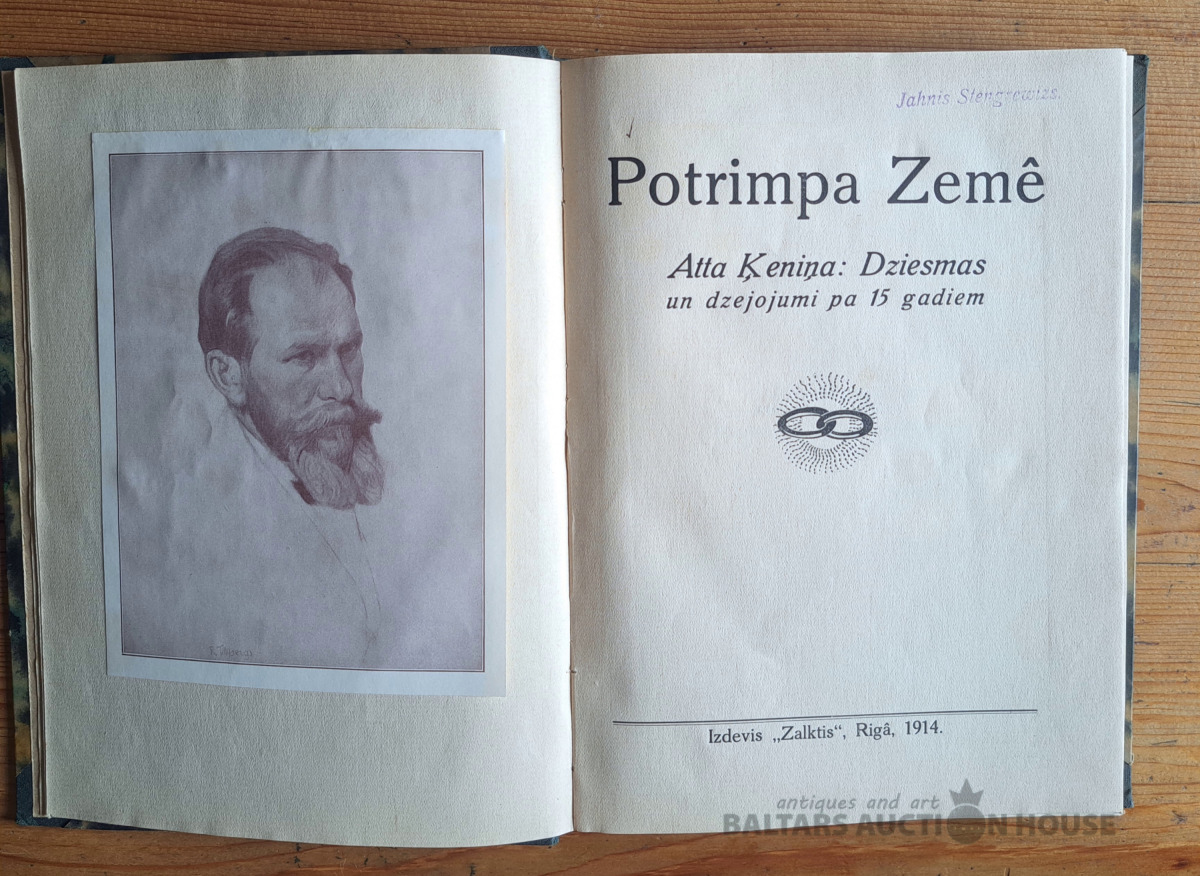 Jahnis Stengrewizs.
Potrimpa Zemê
Atta Ķeniņa: Dziesmas
un dzejojumi pa 15 gadiem
Izdevis „Zalktis“, Rigâ, 1914.
antiques and art
BALTARS AUCTION HOUSE